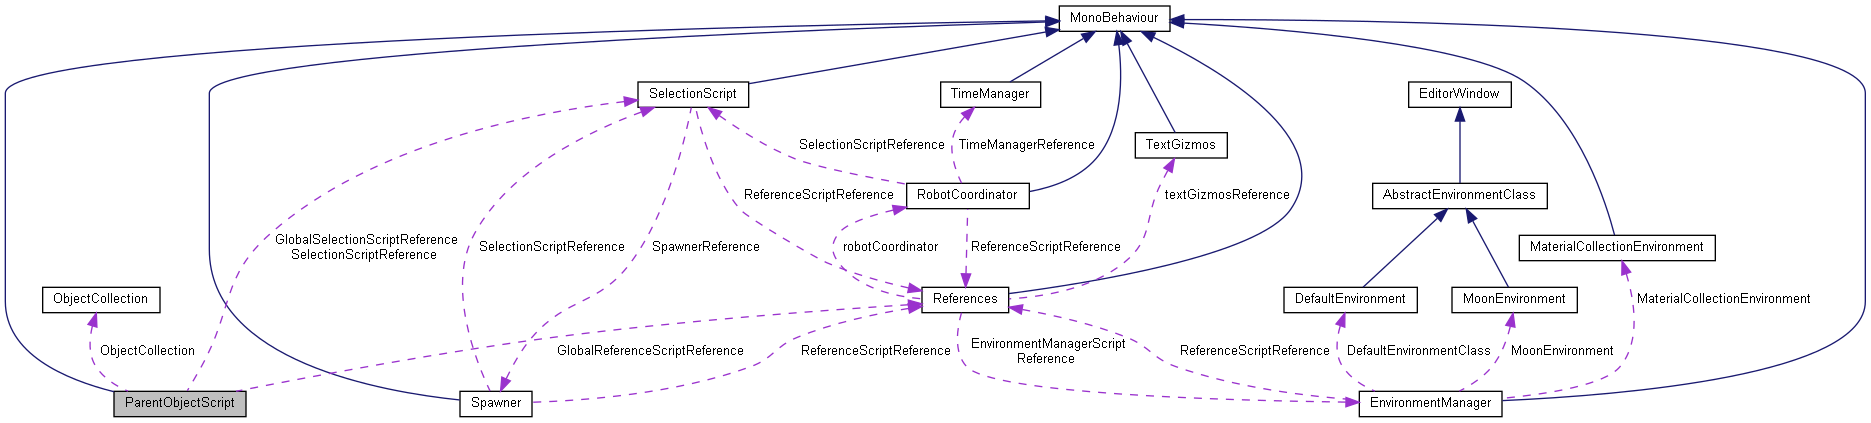 MonoBehaviour
SelectionScript
TimeManager
EditorWindow
SelectionScriptReference
TimeManagerReference
TextGizmos
ReferenceScriptReference
RobotCoordinator
textGizmosReference
AbstractEnvironmentClass
GlobalSelectionScriptReference
SelectionScriptReference
SelectionScriptReference
SpawnerReference
robotCoordinator
ReferenceScriptReference
MaterialCollectionEnvironment
ObjectCollection
References
DefaultEnvironment
MoonEnvironment
MaterialCollectionEnvironment
ObjectCollection
GlobalReferenceScriptReference
ReferenceScriptReference
EnvironmentManagerScript
Reference
ReferenceScriptReference
DefaultEnvironmentClass
MoonEnvironment
ParentObjectScript
Spawner
EnvironmentManager